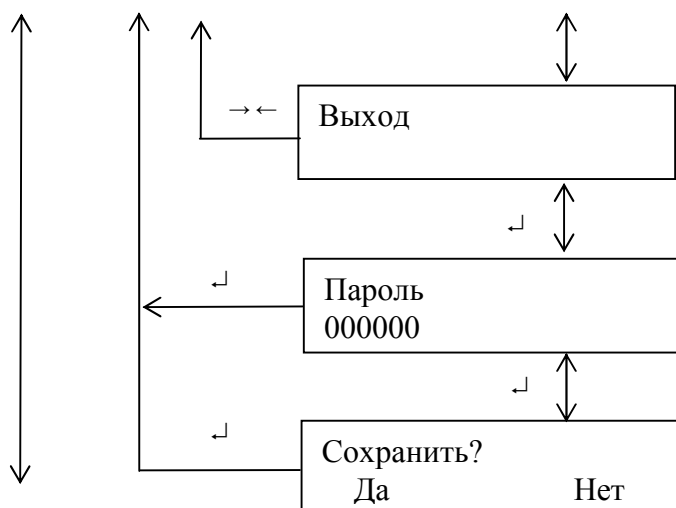 →←
Выход
↵
↵
Пароль
000000
↵
↵
Сохранить?
Да Нет